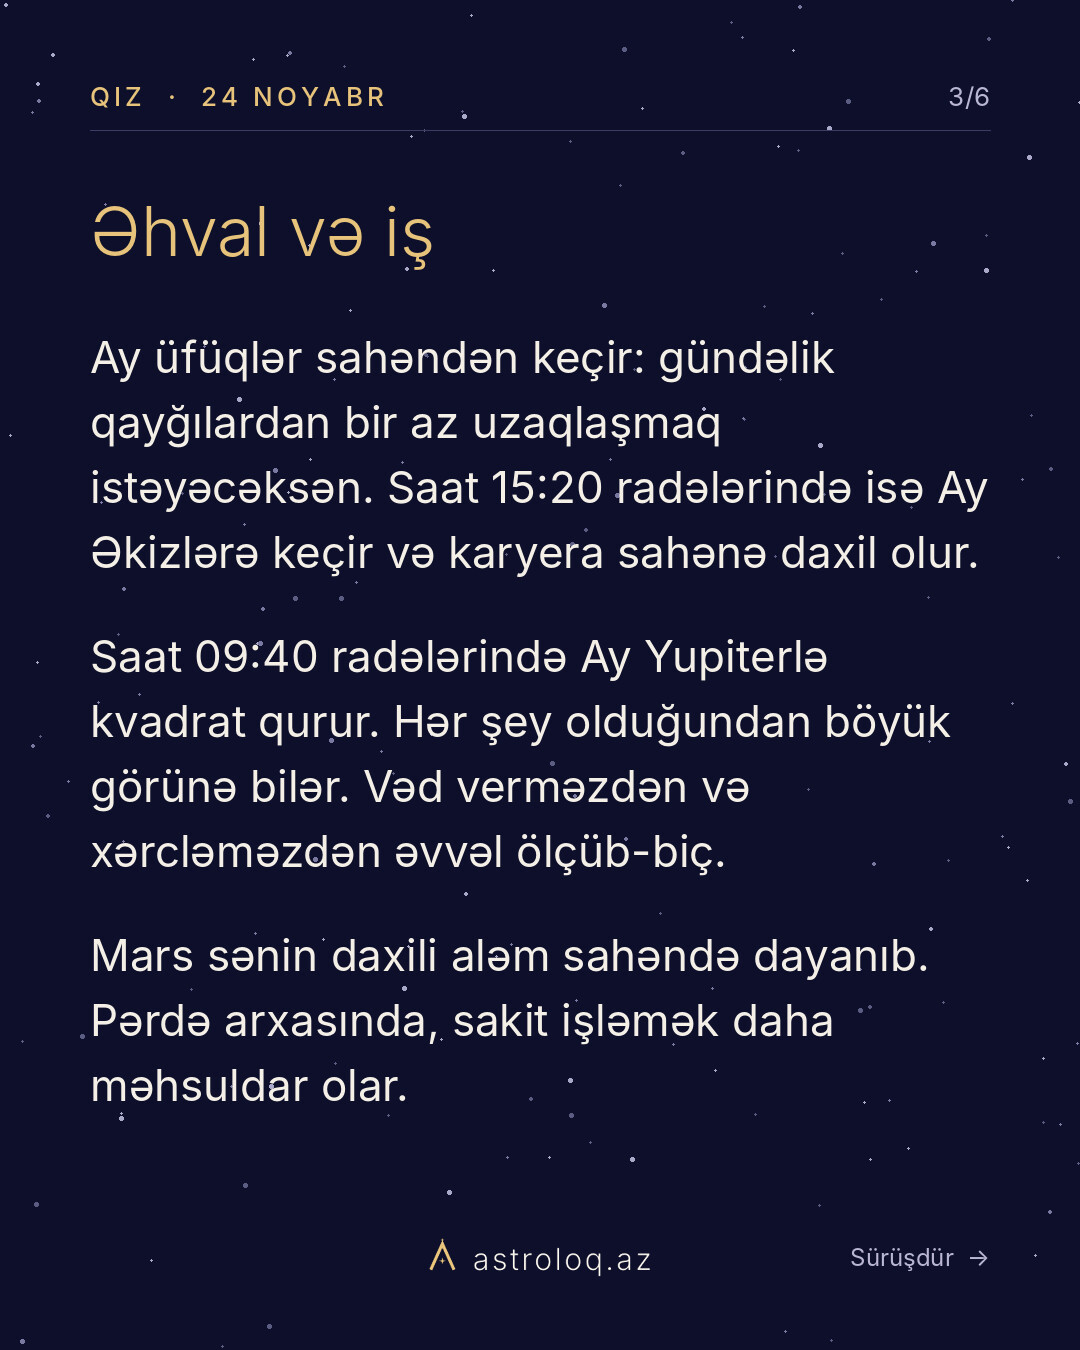 QIZ · 24 NOYABR
3/6
Əhval və iş
Ay üfüqlər sahəndən keçir: gündəlik
qayğılardan bir az uzaqlaşmaq
istəyəcəksən. Saat 15:20 radələrində isə Ay
Əkizlərə keçir və karyera sahənə daxil olur.
Saat 09:40 radələrində Ay Yupiterlə
kvadrat qurur. Hər şey olduğundan böyük
görünə bilər. Vəd verməzdən və
xərcləməzdən əvvəl ölçüb-biç.
Mars sənin daxili aləm sahəndə dayanıb.
Pərdə arxasında, sakit işləmək daha
məhsuldar olar.
astroloq.az
Sürüşdür →